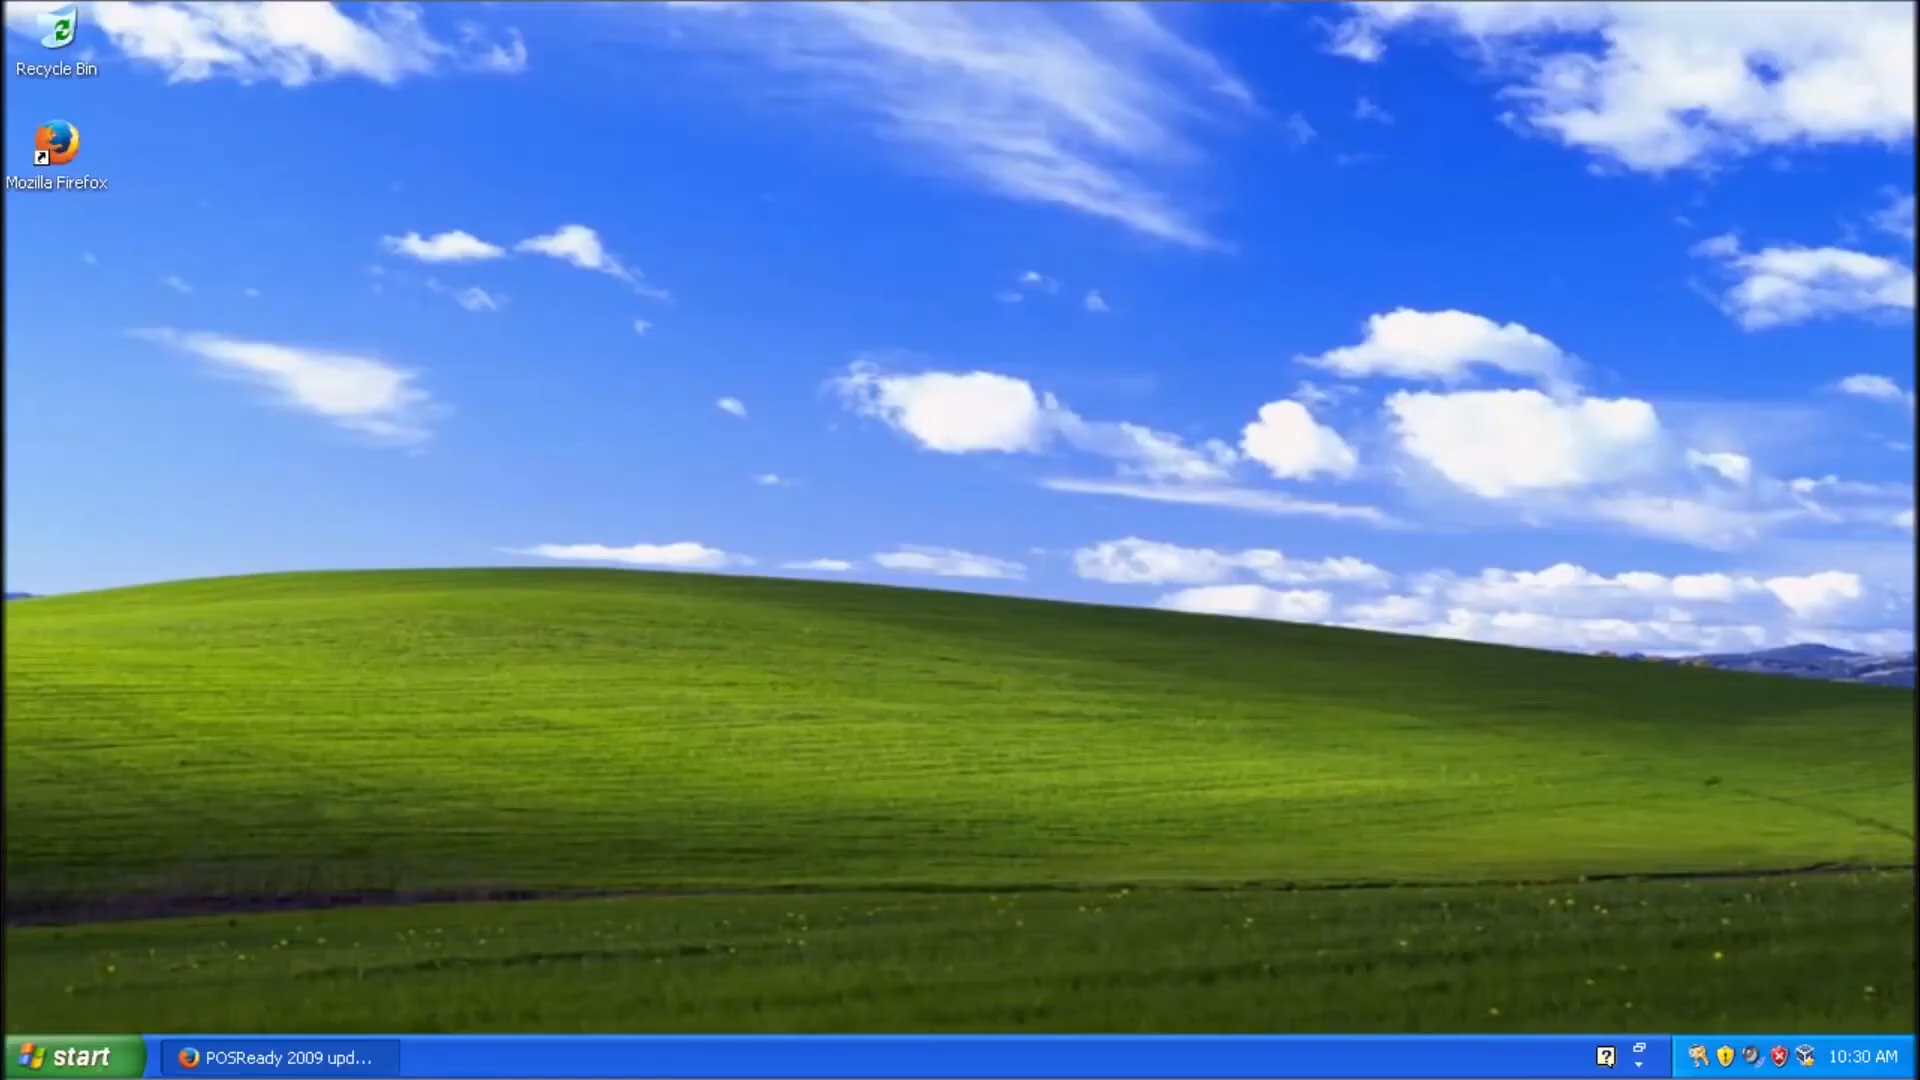 Recycle Bin
Mozilla Firefox
start
POSReady 2009 upd...
10:30 AM